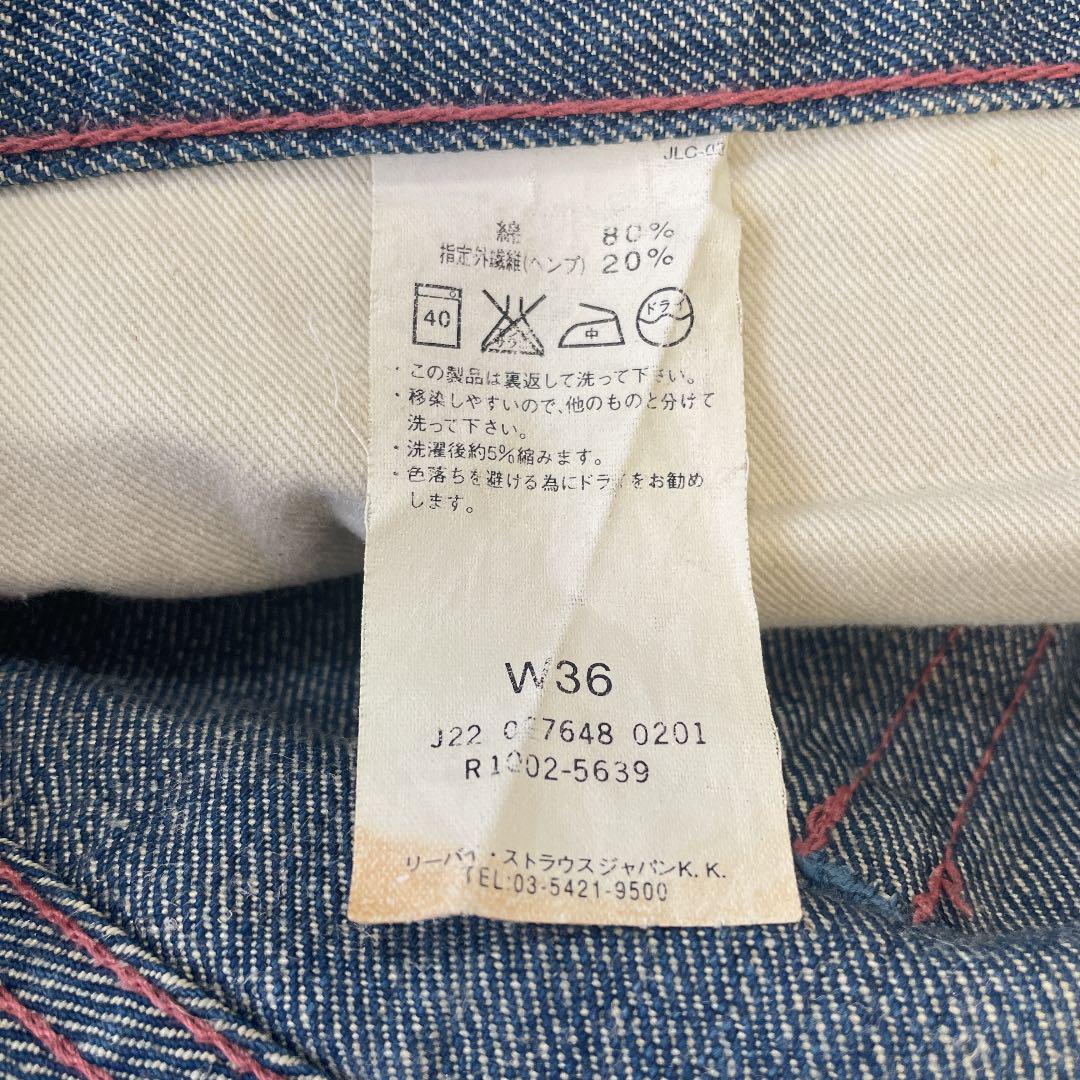 JLC-03
綿 80%
指定外繊維(ヘンプ) 20%
40
中
ドライ
・この製品は裏返して洗って下さい。
・移染しやすいので、他のものと分けて
洗って下さい。
・洗濯後約5%縮みます。
・色落ちを避ける為にドライをお勧め
します。
W36
J22 7648 0201
リーバイ・ストラウスジャパンK.K.
TEL:03-5421-9500